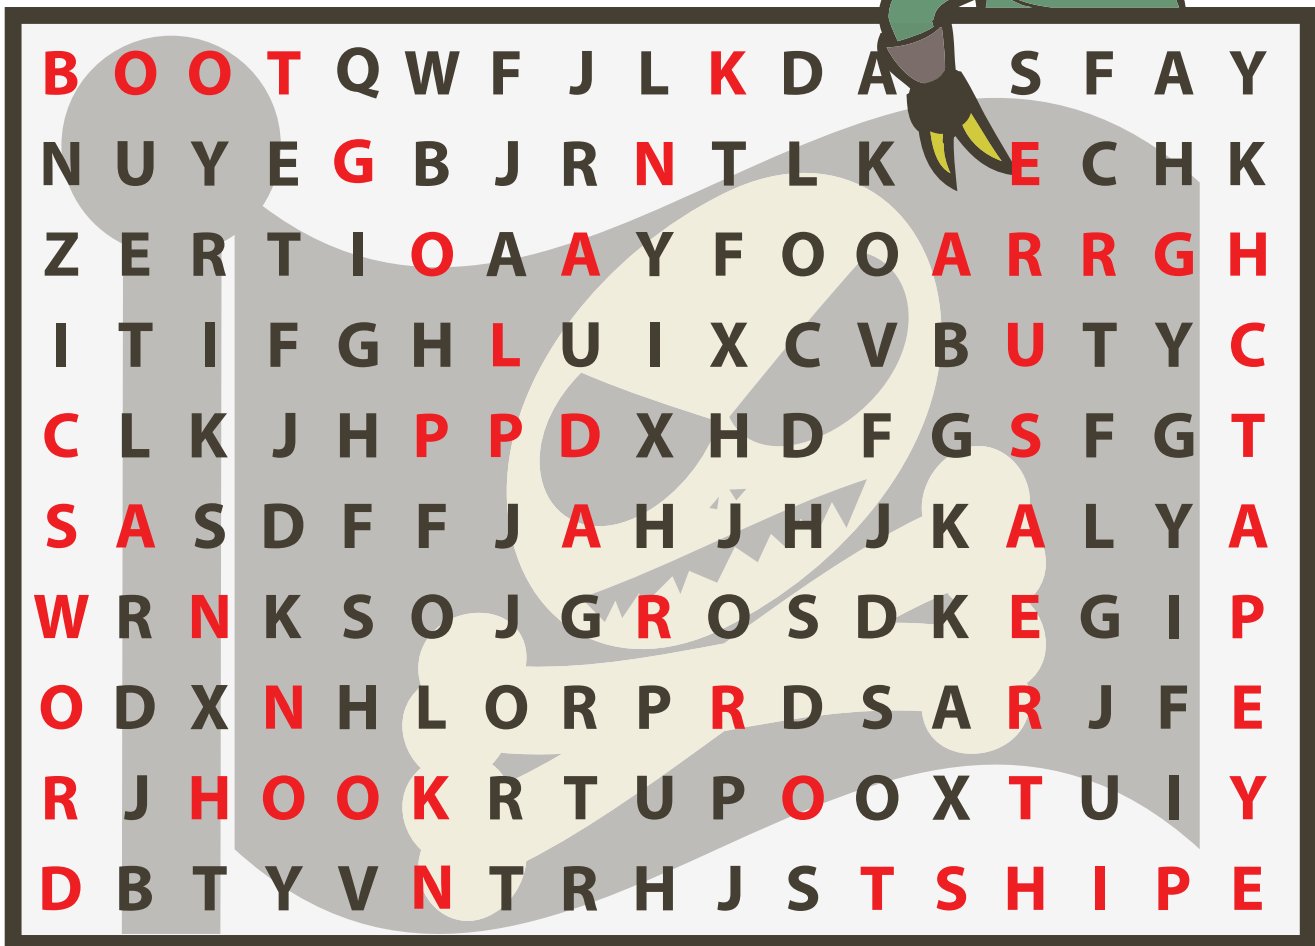 B O O T Q W F J L K D A S F A Y
N U Y E G B J R N T L K E C H K
Z E R T I O A A Y F O O A R R G H
I T I F G H L U I X C V B U T Y C
C L K J H P P D X H D F G S F G T
S A S D F F J A H J H J K A L Y A
W R N K S O J G R O S D K E G I P
O D X N H L O R P R D S A R J F E
R J H O O K R T U P O O X T U I Y
D B T Y V N T R H J S T S H I P E